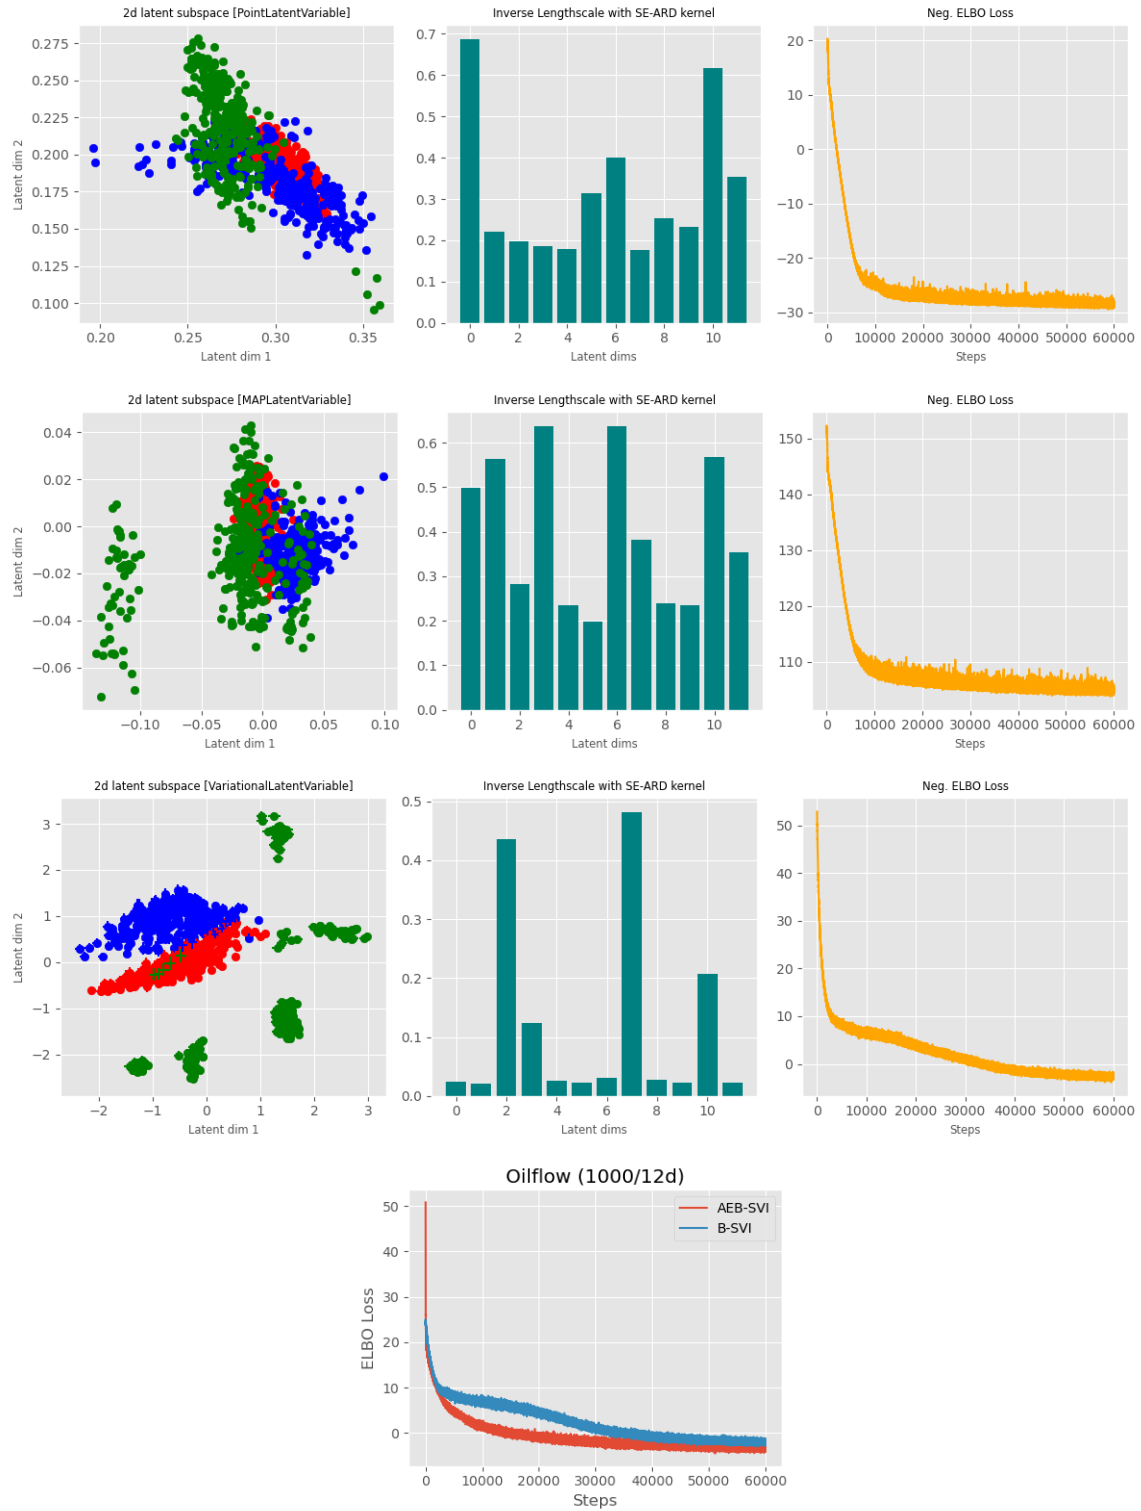 2d latent subspace [PointLatentVariable]
Inverse Lengthscale with SE-ARD kernel
Neg. ELBO Loss
0.275
0.250
0.225
0.200
0.175
0.150
0.125
0.100
Latent dim 2
0.20 0.25 0.30 0.35
Latent dim 1
0.7
0.6
0.5
0.4
0.3
0.2
0.1
0.0
0 2 4 6 8 10
Latent dims
20
10
0
−10
−20
−30
0 10000 20000 30000 40000 50000 60000
Steps
2d latent subspace [MAPLatentVariable]
Inverse Lengthscale with SE-ARD kernel
Neg. ELBO Loss
0.04
0.02
0.00
−0.02
−0.04
−0.06
Latent dim 2
−0.10 −0.05 0.00 0.05 0.10
Latent dim 1
0.6
0.5
0.4
0.3
0.2
0.1
0.0
0 2 4 6 8 10
Latent dims
150
140
130
120
110
0 10000 20000 30000 40000 50000 60000
Steps
2d latent subspace [VariationalLatentVariable]
Inverse Lengthscale with SE-ARD kernel
Neg. ELBO Loss
3
2
1
0
−1
−2
Latent dim 2
−2 −1 0 1 2 3
Latent dim 1
0.5
0.4
0.3
0.2
0.1
0.0
0 2 4 6 8 10
Latent dims
50
40
30
20
10
0
0 10000 20000 30000 40000 50000 60000
Steps
Oilflow (1000/12d)
AEB-SVI
B-SVI
50
40
30
20
10
0
ELBO Loss
0 10000 20000 30000 40000 50000 60000
Steps